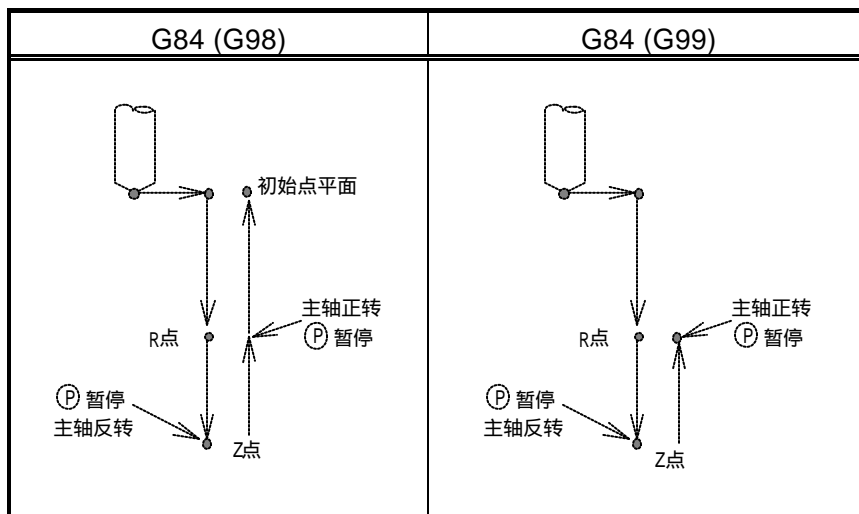 G84 (G98)
G84 (G99)
初始点平面
主轴正转
Ⓟ 暂停
R点
Ⓟ 暂停
主轴反转
Z点
主轴正转
Ⓟ 暂停
R点
Ⓟ 暂停
主轴反转
Z点